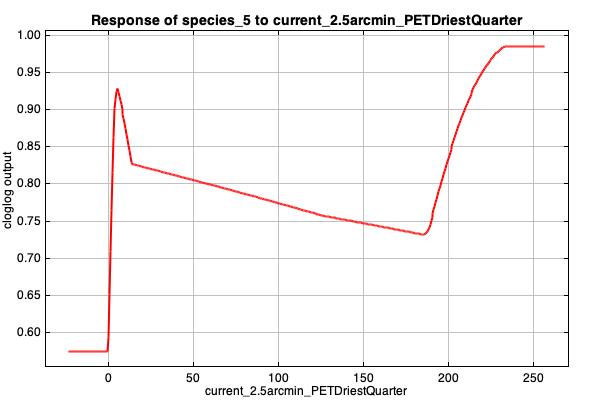 Response of species_5 to current_2.5arcmin_PETDriestQuarter
1.00
0.95
0.90
0.85
0.80
0.75
0.70
0.65
0.60
cloglog output
0 50 100 150 200 250
current_2.5arcmin_PETDriestQuarter